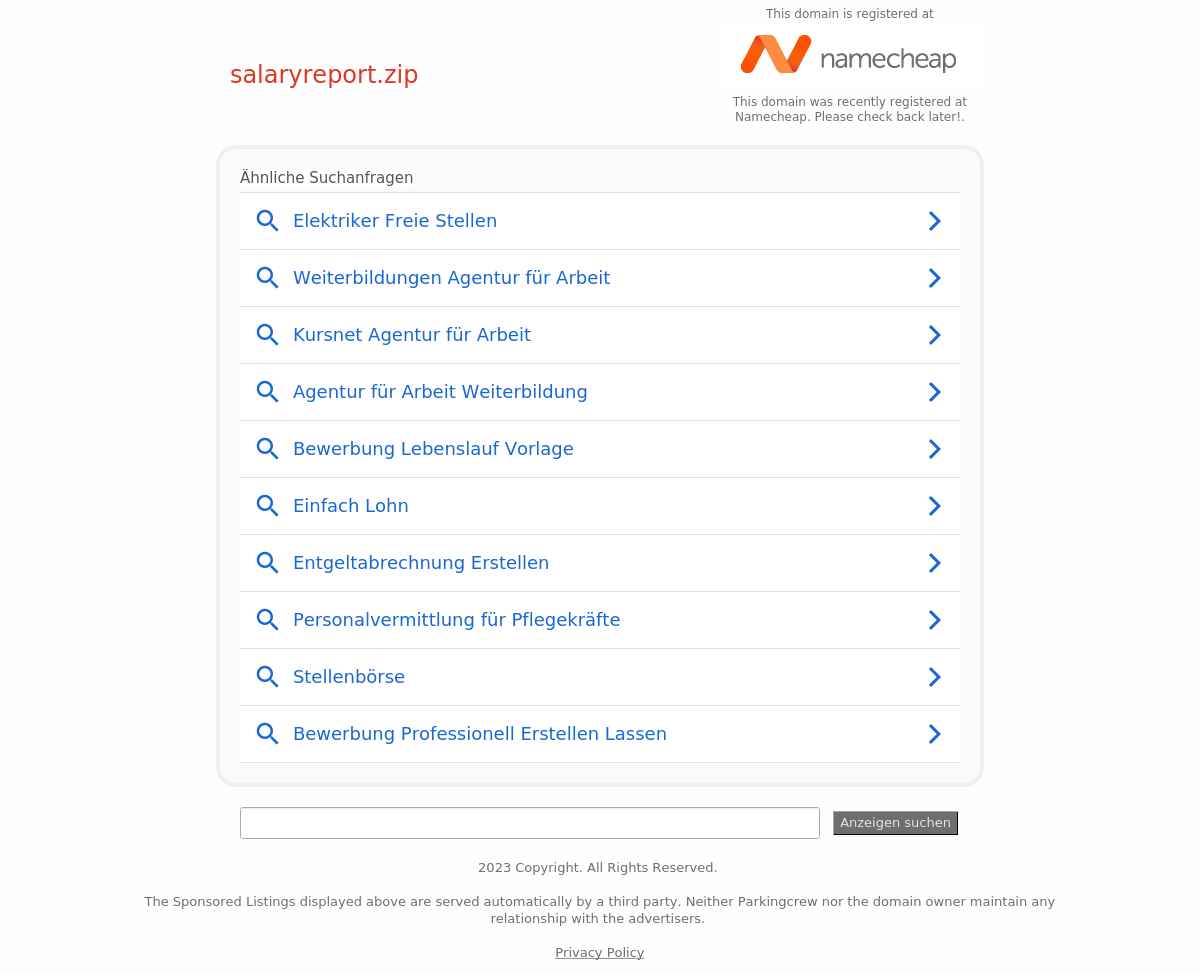 This domain is registered at
namecheap
salaryreport.zip
This domain was recently registered at
Namecheap. Please check back later!.
Ähnliche Suchanfragen
Elektriker Freie Stellen
Weiterbildungen Agentur für Arbeit
Kursnet Agentur für Arbeit
Agentur für Arbeit Weiterbildung
Bewerbung Lebenslauf Vorlage
Einfach Lohn
Entgeltabrechnung Erstellen
Personalvermittlung für Pflegekräfte
Stellenbörse
Bewerbung Professionell Erstellen Lassen
Anzeigen suchen
2023 Copyright. All Rights Reserved.
The Sponsored Listings displayed above are served automatically by a third party. Neither Parkingcrew nor the domain owner maintain any
relationship with the advertisers.
Privacy Policy